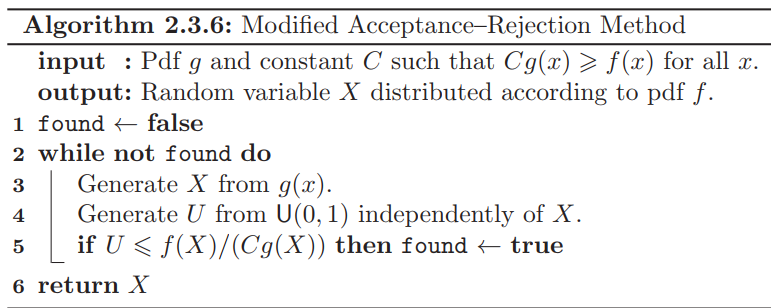 Algorithm 2.3.6: Modified Acceptance–Rejection Method
input : Pdf g and constant C such that Cg(x) ⩾ f(x) for all x.
output: Random variable X distributed according to pdf f.
1 found ← false
2 while not found do
3 Generate X from g(x).
4 Generate U from U(0, 1) independently of X.
5 if U ⩽ f(X)/(Cg(X)) then found ← true
6 return X